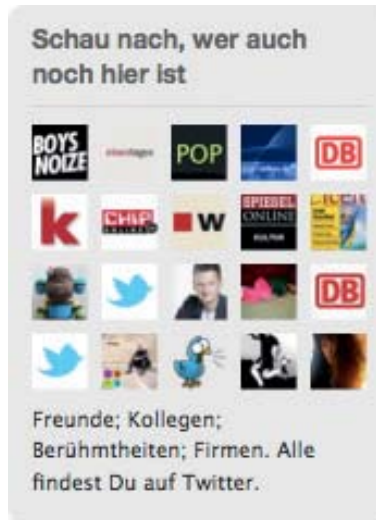 Schau nach, wer auch
noch hier ist
BOYS
NOIZE
POP
DB
k
CHIP
w
SPIEGEL
ONLINE
KULTUR
DB
Freunde; Kollegen;
Berühmtheiten; Firmen. Alle
findest Du auf Twitter.